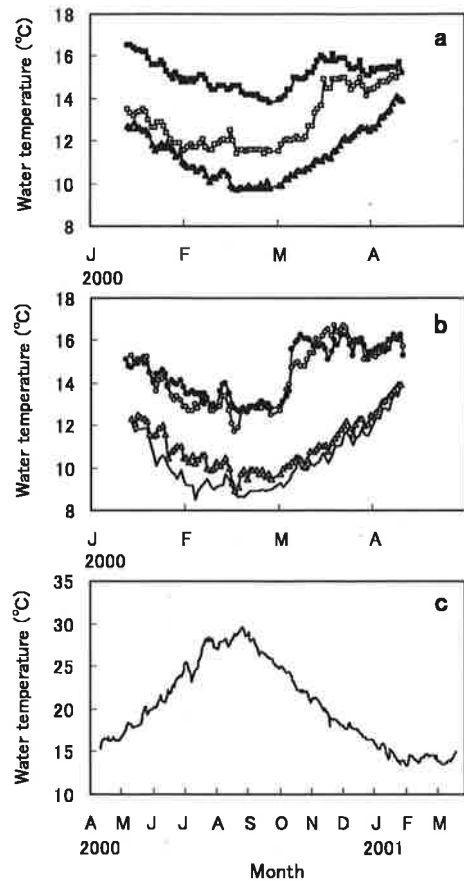 a
Water temperature (°C)
18
16
14
12
10
8
J F M A
2000
b
Water temperature (°C)
18
16
14
12
10
8
J F M A
2000
c
Water temperature (°C)
35
30
25
20
15
10
A M J J A S O N D J F M
2000 2001
Month